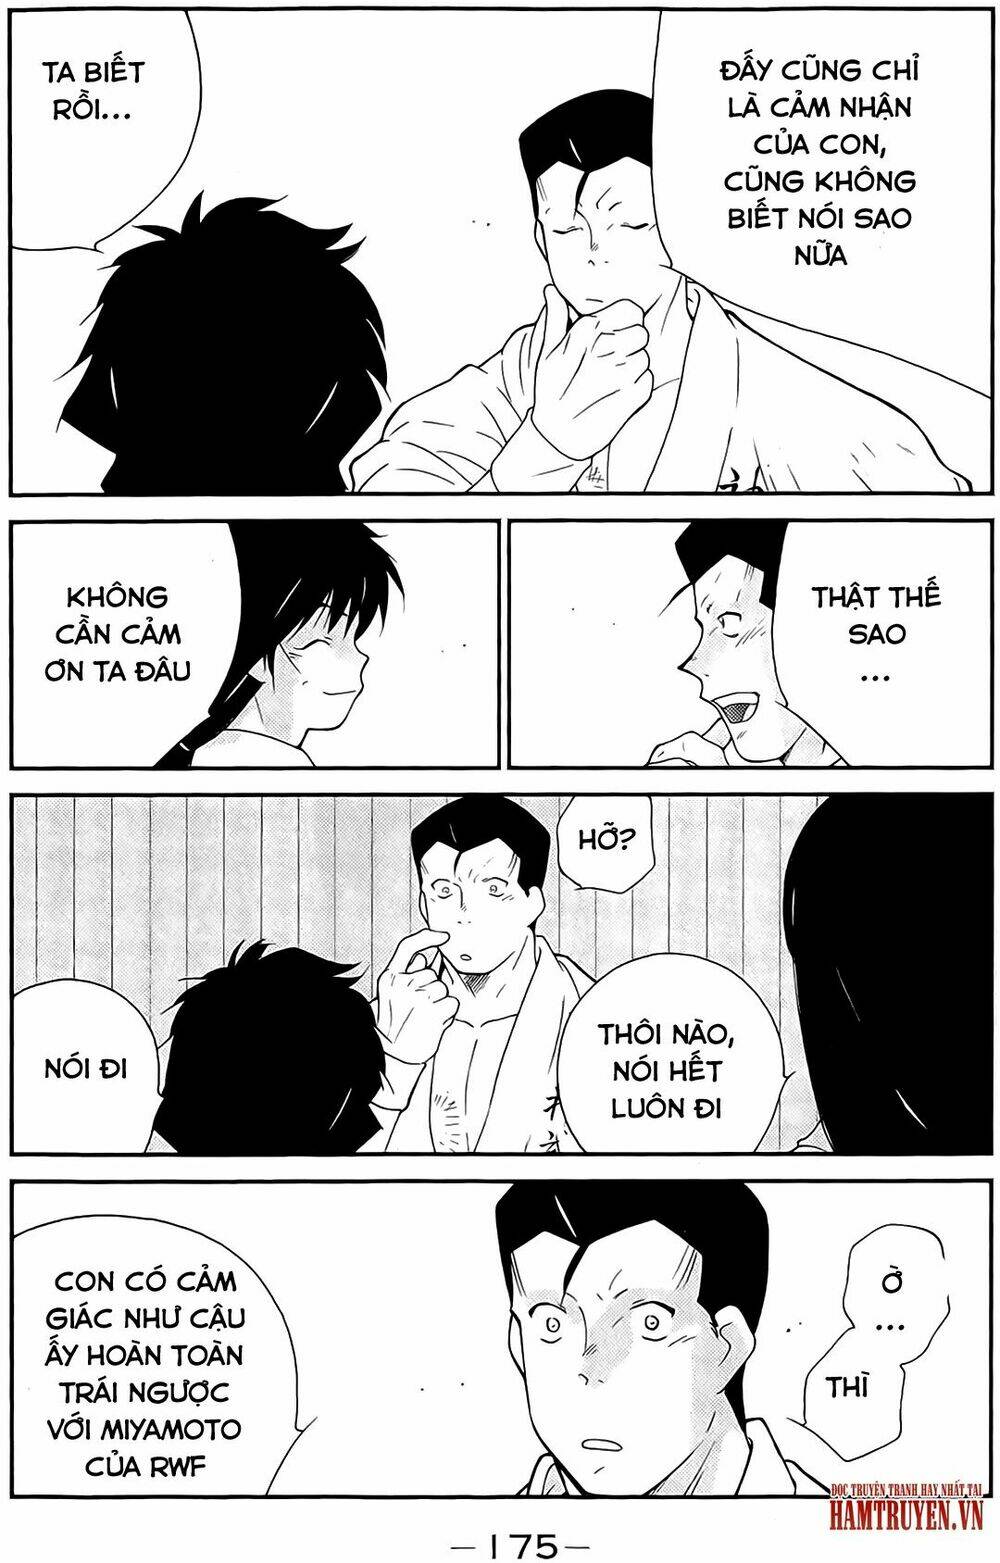 ĐẤY CŨNG CHỈ
LÀ CẢM NHẬN
CỦA CON,
CŨNG KHÔNG
BIẾT NÓI SAO
NỮA
TA BIẾT
RỒI...
THẬT THẾ
SAO
...
KHÔNG
CẦN CẢM
ƠN TA ĐÂU
HỠ?
THÔI NÀO,
NÓI HẾT
LUÔN ĐI
NÓI ĐI
Ờ
...
THÌ
CON CÓ CẢM
GIÁC NHƯ CẬU
ẤY HOÀN TOÀN
TRÁI NGƯỢC
VỚI MIYAMOTO
CỦA RWF
ĐỌC TRUYỆN TRANH HAY NHẤT TẠI
HAMTRUYEN.VN
—175—